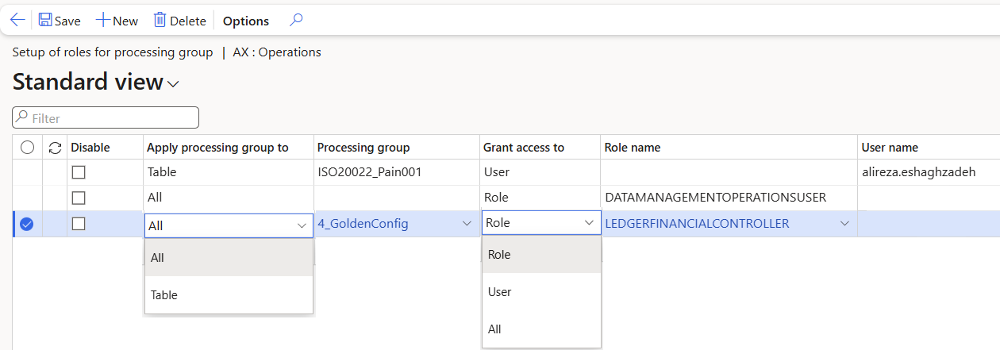 Save New Delete Options
Setup of roles for processing group | AX : Operations
Standard view
Filter
Disable Apply processing group to Processing group Grant access to Role name User name
Table ISO20022_Pain001 User alireza.eshaghzadeh
All Role DATAMANAGEMENTOPERATIONSUSER
All 4_GoldenConfig Role LEDGERFINANCIALCONTROLLER
All Role
Table User
All